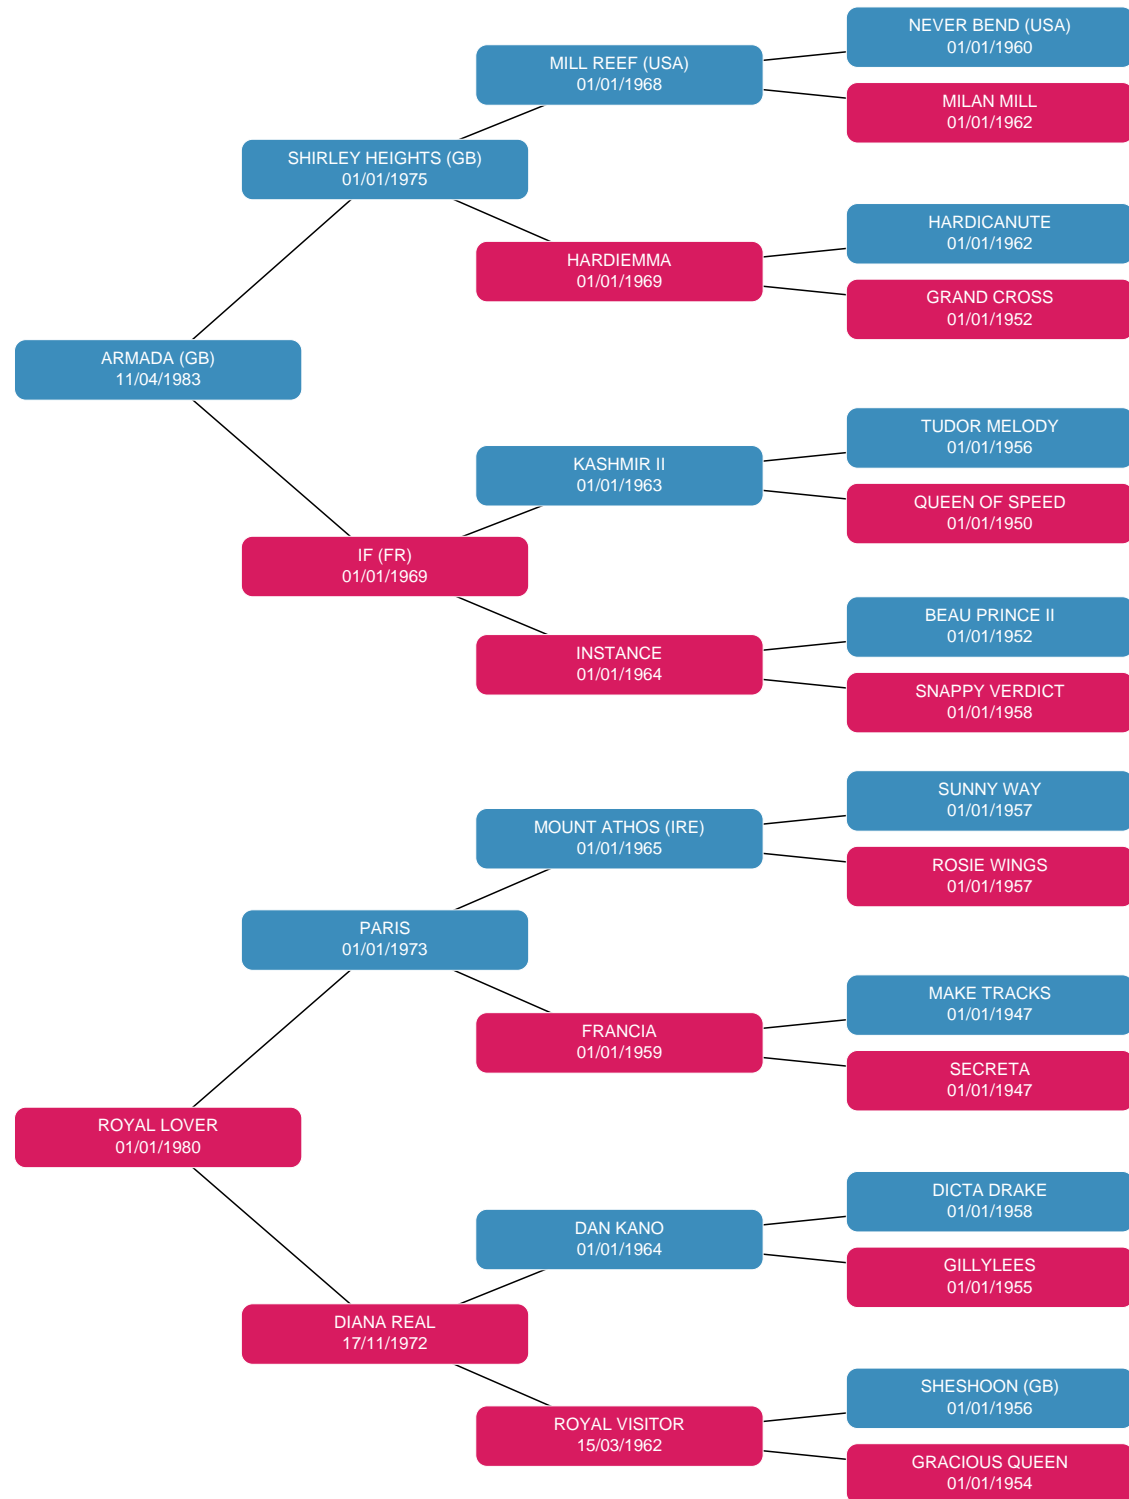 NEVER BEND (USA)
01/01/1960
MILL REEF (USA)
01/01/1968
MILAN MILL
01/01/1962
SHIRLEY HEIGHTS (GB)
01/01/1975
HARDICANUTE
01/01/1962
HARDIEMMA
01/01/1969
GRAND CROSS
01/01/1952
ARMADA (GB)
11/04/1983
TUDOR MELODY
01/01/1956
KASHMIR II
01/01/1963
QUEEN OF SPEED
01/01/1950
IF (FR)
01/01/1969
BEAU PRINCE II
01/01/1952
INSTANCE
01/01/1964
SNAPPY VERDICT
01/01/1958
SUNNY WAY
01/01/1957
MOUNT ATHOS (IRE)
01/01/1965
ROSIE WINGS
01/01/1957
PARIS
01/01/1973
MAKE TRACKS
01/01/1947
FRANCIA
01/01/1959
SECRETA
01/01/1947
ROYAL LOVER
01/01/1980
DICTA DRAKE
01/01/1958
DAN KANO
01/01/1964
GILLYLEES
01/01/1955
DIANA REAL
17/11/1972
SHESHOON (GB)
01/01/1956
ROYAL VISITOR
15/03/1962
GRACIOUS QUEEN
01/01/1954